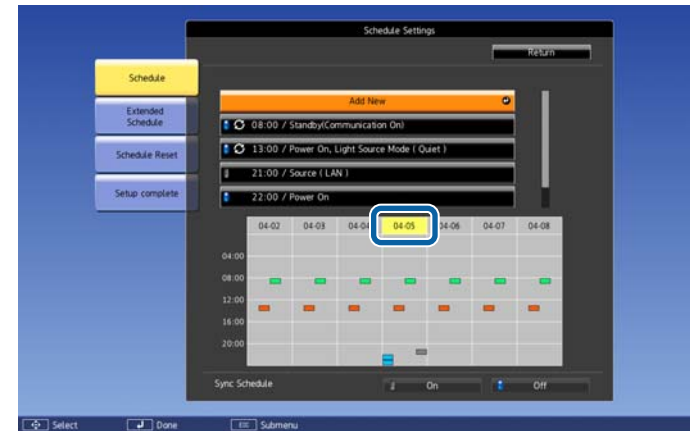 Schedule Settings
Return
Schedule
Extended
Schedule
Schedule Reset
Setup complete
Add New
08:00 / Standby(Communication On)
13:00 / Power On, Light Source Mode ( Quiet )
21:00 / Source ( LAN )
22:00 / Power On
04-02 04-03 04-04 04-05 04-06 04-07 04-08
04:00
08:00
12:00
16:00
20:00
Sync Schedule On Off
Select Done Esc Submenu